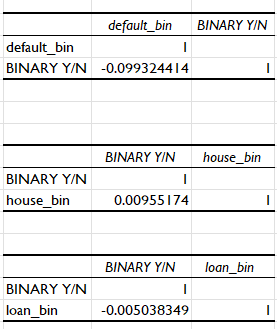 default_bin BINARY Y/N
default_bin 1
BINARY Y/N -0.099324414 1
BINARY Y/N house_bin
BINARY Y/N 1
house_bin 0.00955174 1
BINARY Y/N loan_bin
BINARY Y/N 1
loan_bin -0.005038349 1